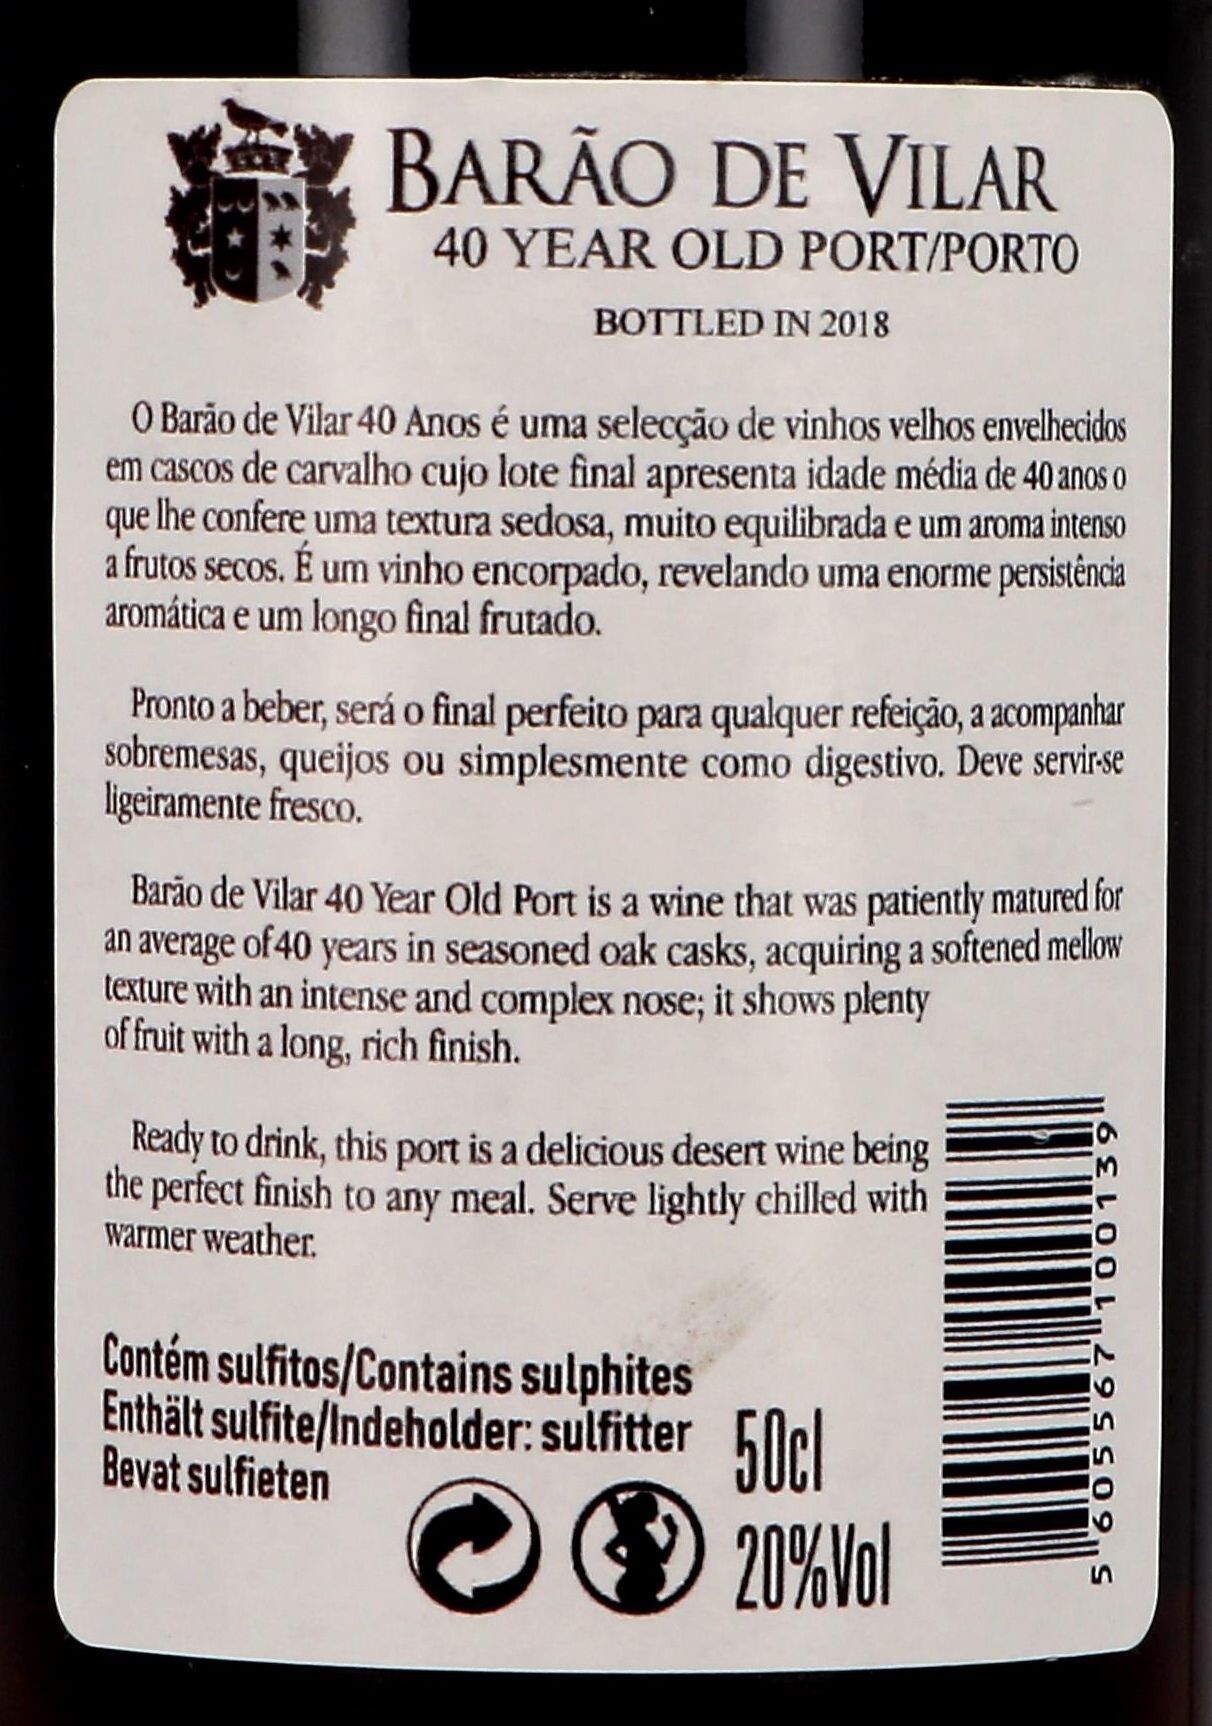 BARÃO DE VILAR
40 YEAR OLD PORT/PORTO
BOTTLED IN 2018
O Barão de Vilar 40 Anos é uma selecção de vinhos velhos envelhecidos
em cascos de carvalho cujo lote final apresenta idade média de 40 anos o
que lhe confere uma textura sedosa, muito equilibrada e um aroma intenso
a frutos secos. É um vinho encorpado, revelando uma enorme persistência
aromática e um longo final frutado.
Pronto a beber, será o final perfeito para qualquer refeição, a acompanhar
sobremesas, queijos ou simplesmente como digestivo. Deve servir-se
ligeiramente fresco.
Barão de Vilar 40 Year Old Port is a wine that was patiently matured for
an average of 40 years in seasoned oak casks, acquiring a softened mellow
texture with an intense and complex nose; it shows plenty
of fruit with a long, rich finish.
Ready to drink, this port is a delicious desert wine being
the perfect finish to any meal. Serve lightly chilled with
warmer weather.
Contém sulfitos/Contains sulphites
Enthält sulfite/Indeholder: sulfitter
Bevat sulfieten
50cl
20%Vol
5 605567 100139